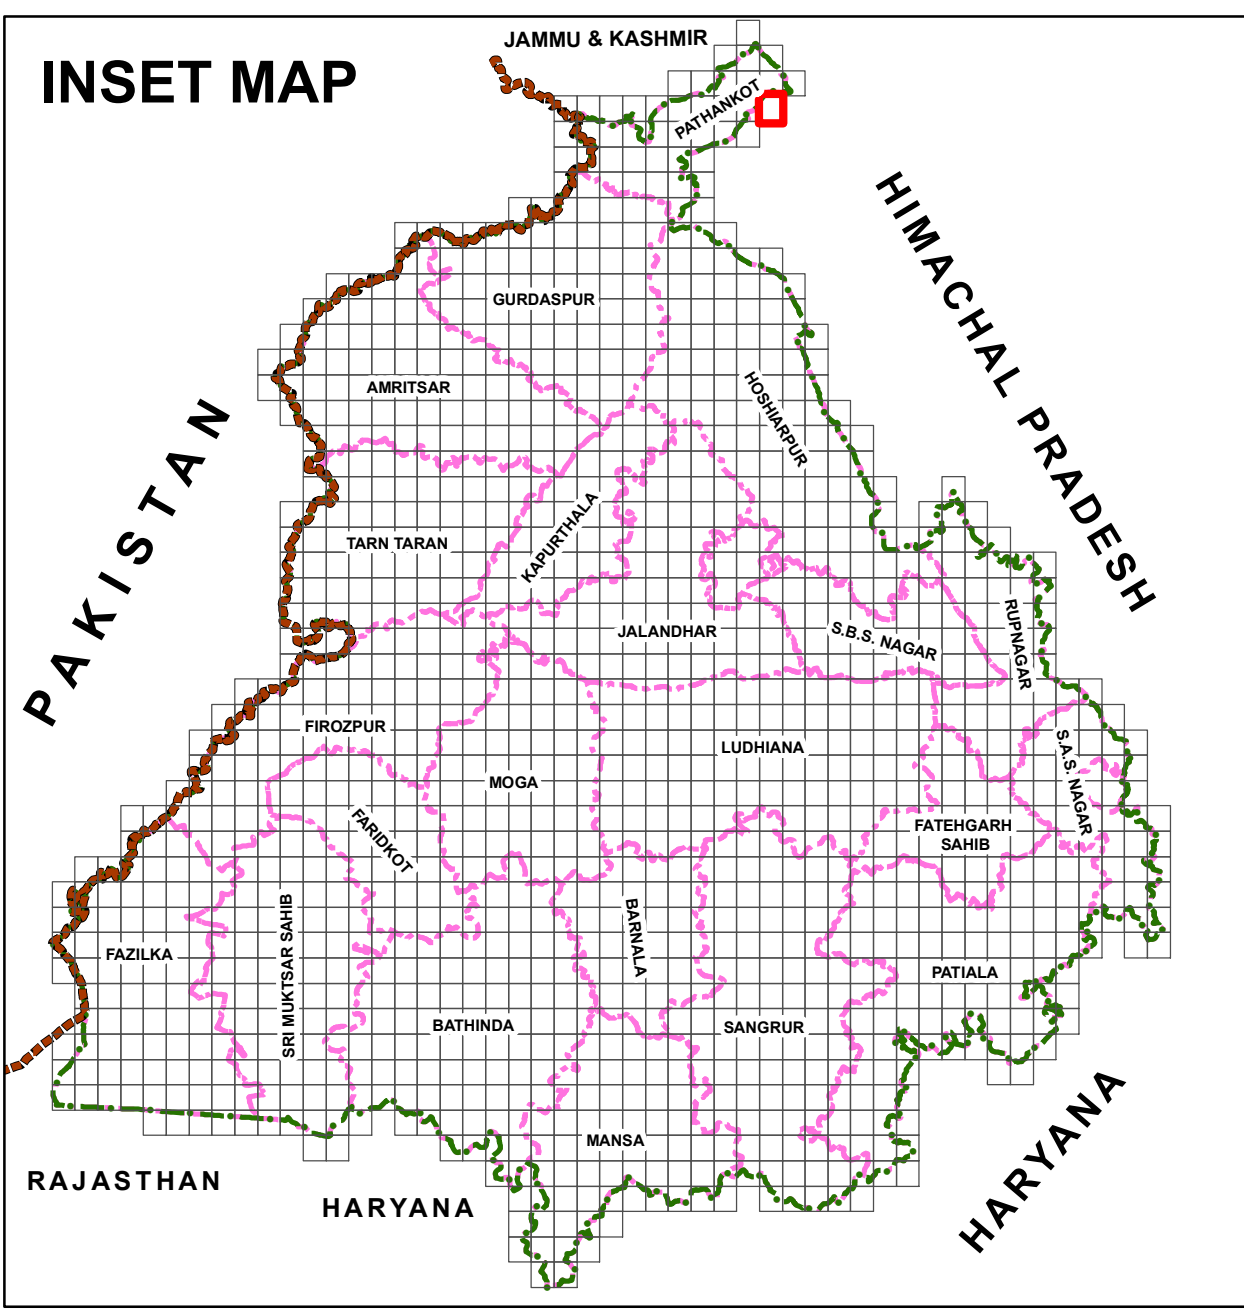 JAMMU & KASHMIR
INSET MAP
PATHANKOT
HIMACHAL PRADESH
GURDASPUR
AMRITSAR
HOSHIARPUR
PAKISTAN
KAPURTHALA
TARN TARAN
JALANDHAR
S.B.S. NAGAR
RUPNAGAR
FIROZPUR
LUDHIANA
S.A.S. NAGAR
MOGA
FARIDKOT
FATEHGARH
SAHIB
SRI MUKTSAR SAHIB
BARNALA
FAZILKA
PATIALA
BATHINDA
SANGRUR
MANSA
HARYANA
RAJASTHAN
HARYANA